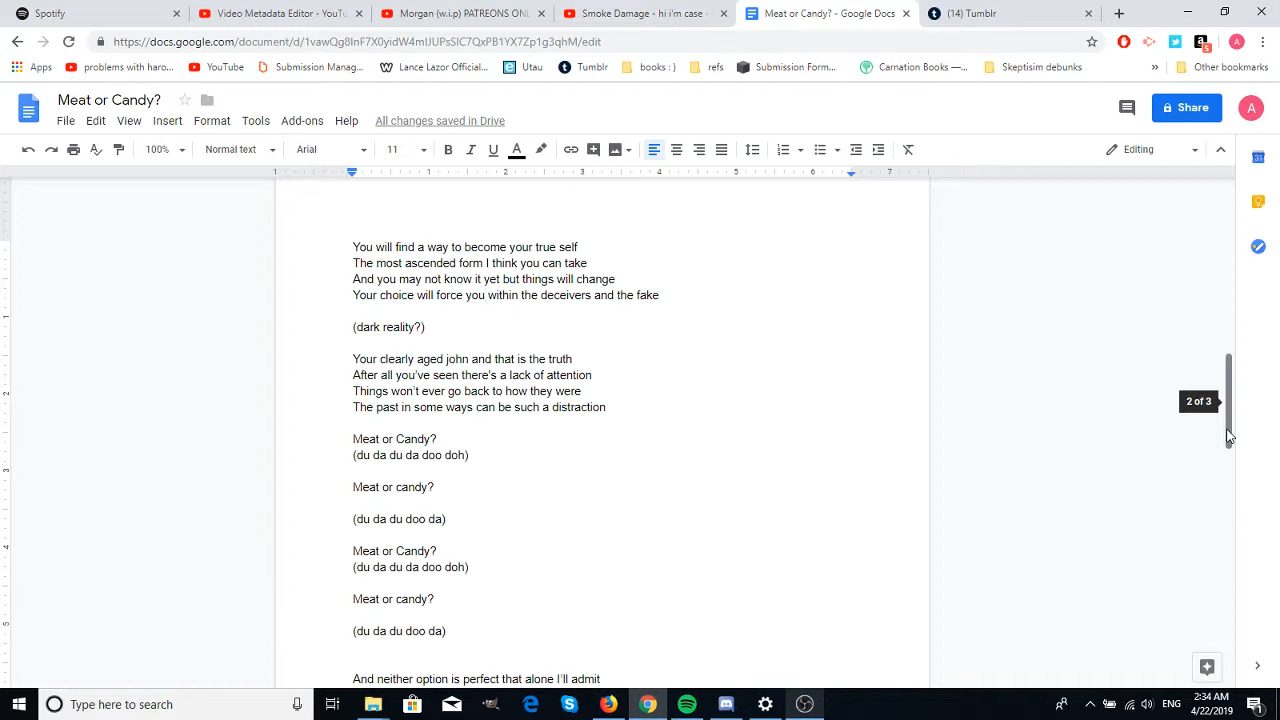 Spotify
Video Metadata Editor - YouTu
Morgan (w.i.p) PATREONS ONL
Smoke Damage - hi i'm case -
Meat or Candy? - Google Docs
(14) Tumblr
Apps
problems with haro...
YouTube
Submission Manag...
Lance Lazor Official...
Utau
Tumblr
books :)
refs
Submission Form...
Carnation Books —...
Skeptisim debunks
Other bookmarks
Meat or Candy?
File Edit View Insert Format Tools Add-ons Help All changes saved in Drive
Share
A
100% Normal text Arial 11 Editing
You will find a way to become your true self
The most ascended form I think you can take
And you may not know it yet but things will change
Your choice will force you within the deceivers and the fake
(dark reality?)
Your clearly aged john and that is the truth
After all you've seen there's a lack of attention
Things won't ever go back to how they were
The past in some ways can be such a distraction
Meat or Candy?
(du da du da doo doh)
Meat or candy?
(du da du doo da)
Meat or Candy?
(du da du da doo doh)
Meat or candy?
(du da du doo da)
And neither option is perfect that alone I'll admit
2 of 3
Type here to search
ENG
2:34 AM
4/22/2019